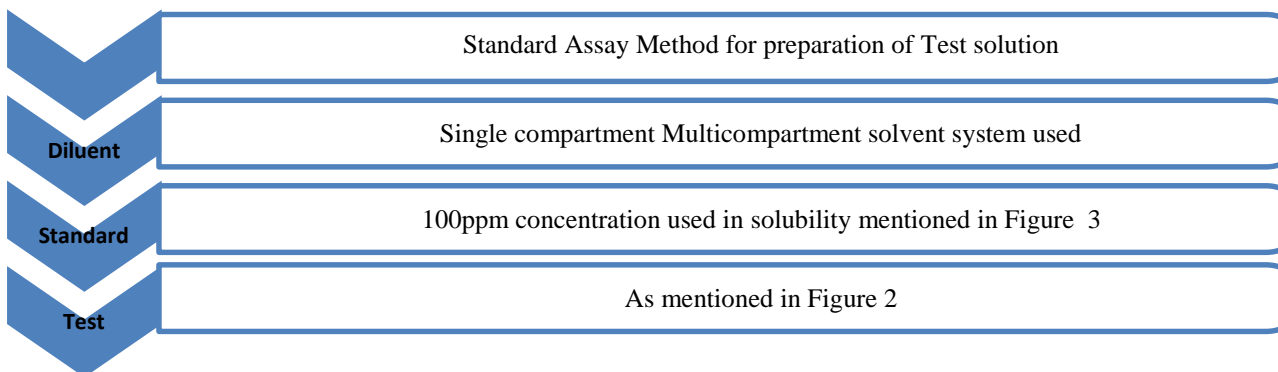 Standard Assay Method for preparation of Test solution
Diluent
Single compartment Multicompartment solvent system used
Standard
100ppm concentration used in solubility mentioned in Figure 3
Test
As mentioned in Figure 2